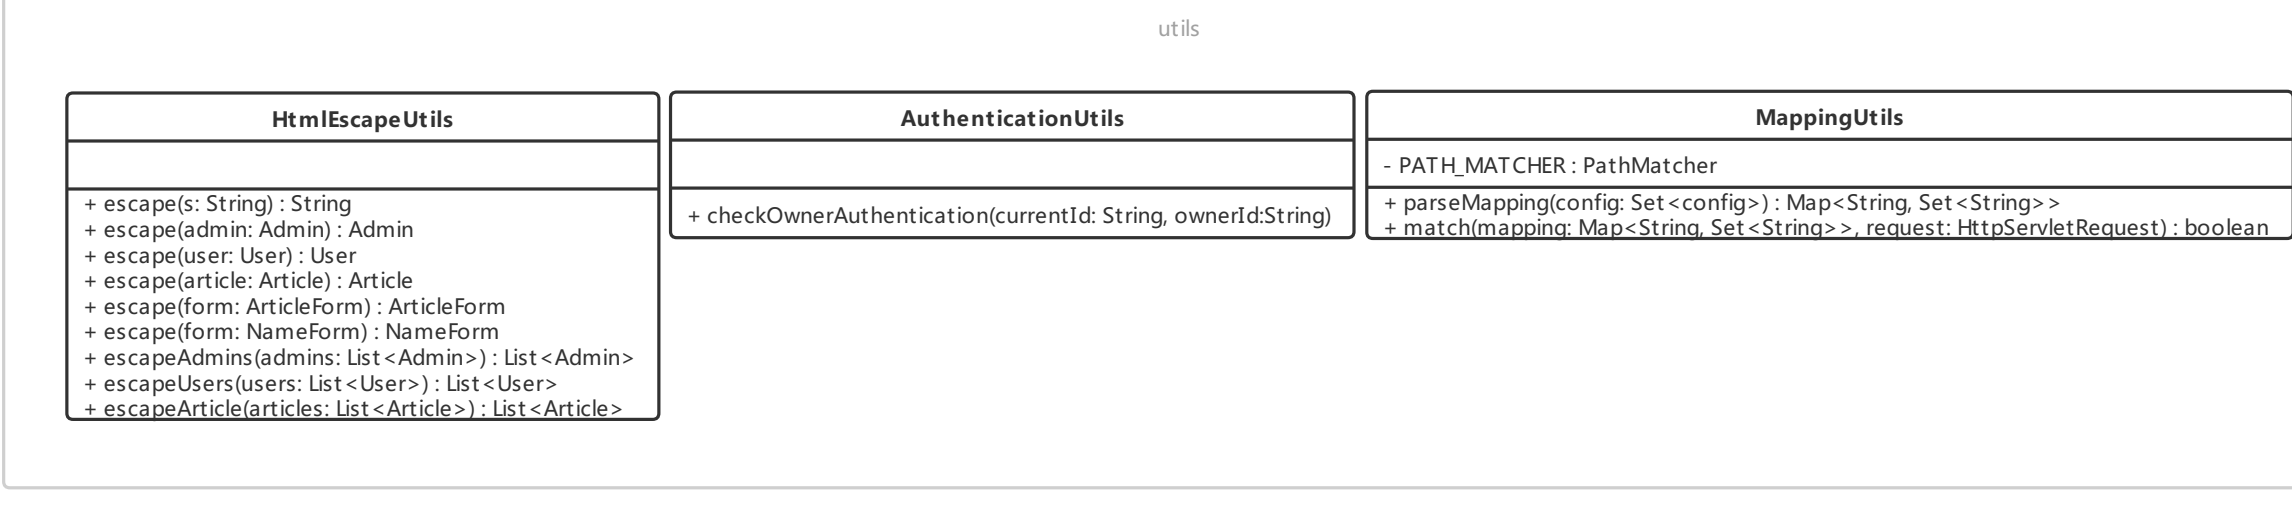 utils
HtmlEscapeUtils
+ escape(s: String) : String
+ escape(admin: Admin) : Admin
+ escape(user: User) : User
+ escape(article: Article) : Article
+ escape(form: ArticleForm) : ArticleForm
+ escape(form: NameForm) : NameForm
+ escapeAdmins(admins: List<Admin>) : List<Admin>
+ escapeUsers(users: List<User>) : List<User>
+ escapeArticle(articles: List<Article>) : List<Article>
AuthenticationUtils
+ checkOwnerAuthentication(currentId: String, ownerId:String)
MappingUtils
- PATH_MATCHER : PathMatcher
+ parseMapping(config: Set<config>) : Map<String, Set<String>>
+ match(mapping: Map<String, Set<String>>, request: HttpServletRequest) : boolean